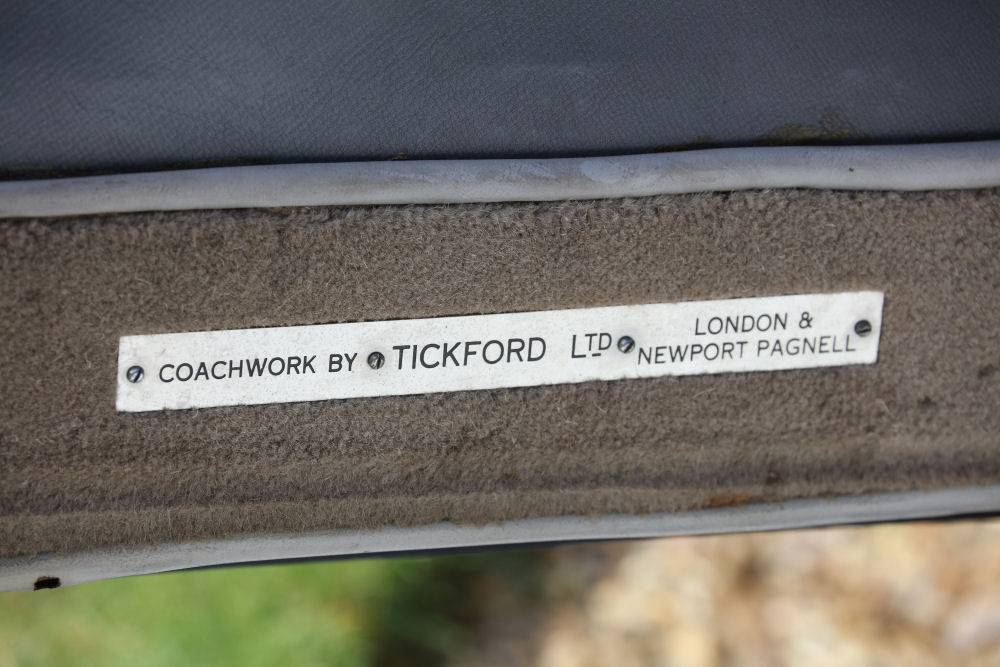 COACHWORK BY TICKFORD LTD LONDON &
NEWPORT PAGNELL